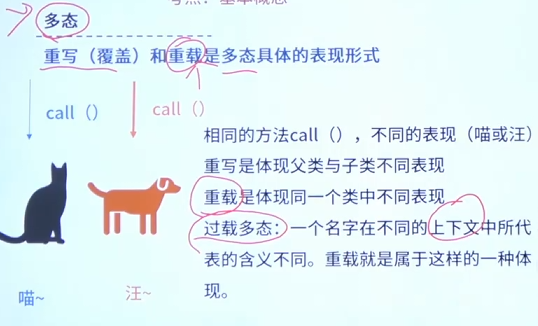 考点：基本概念
多态
重写（覆盖）和重载是多态具体的表现形式
call（）
call（）
相同的方法call（），不同的表现（喵或汪）
重写是体现父类与子类不同表现
重载是体现同一个类中不同表现
过载多态：一个名字在不同的上下文中所代
表的含义不同。重载就是属于这样的一种体
现。
喵~
汪~